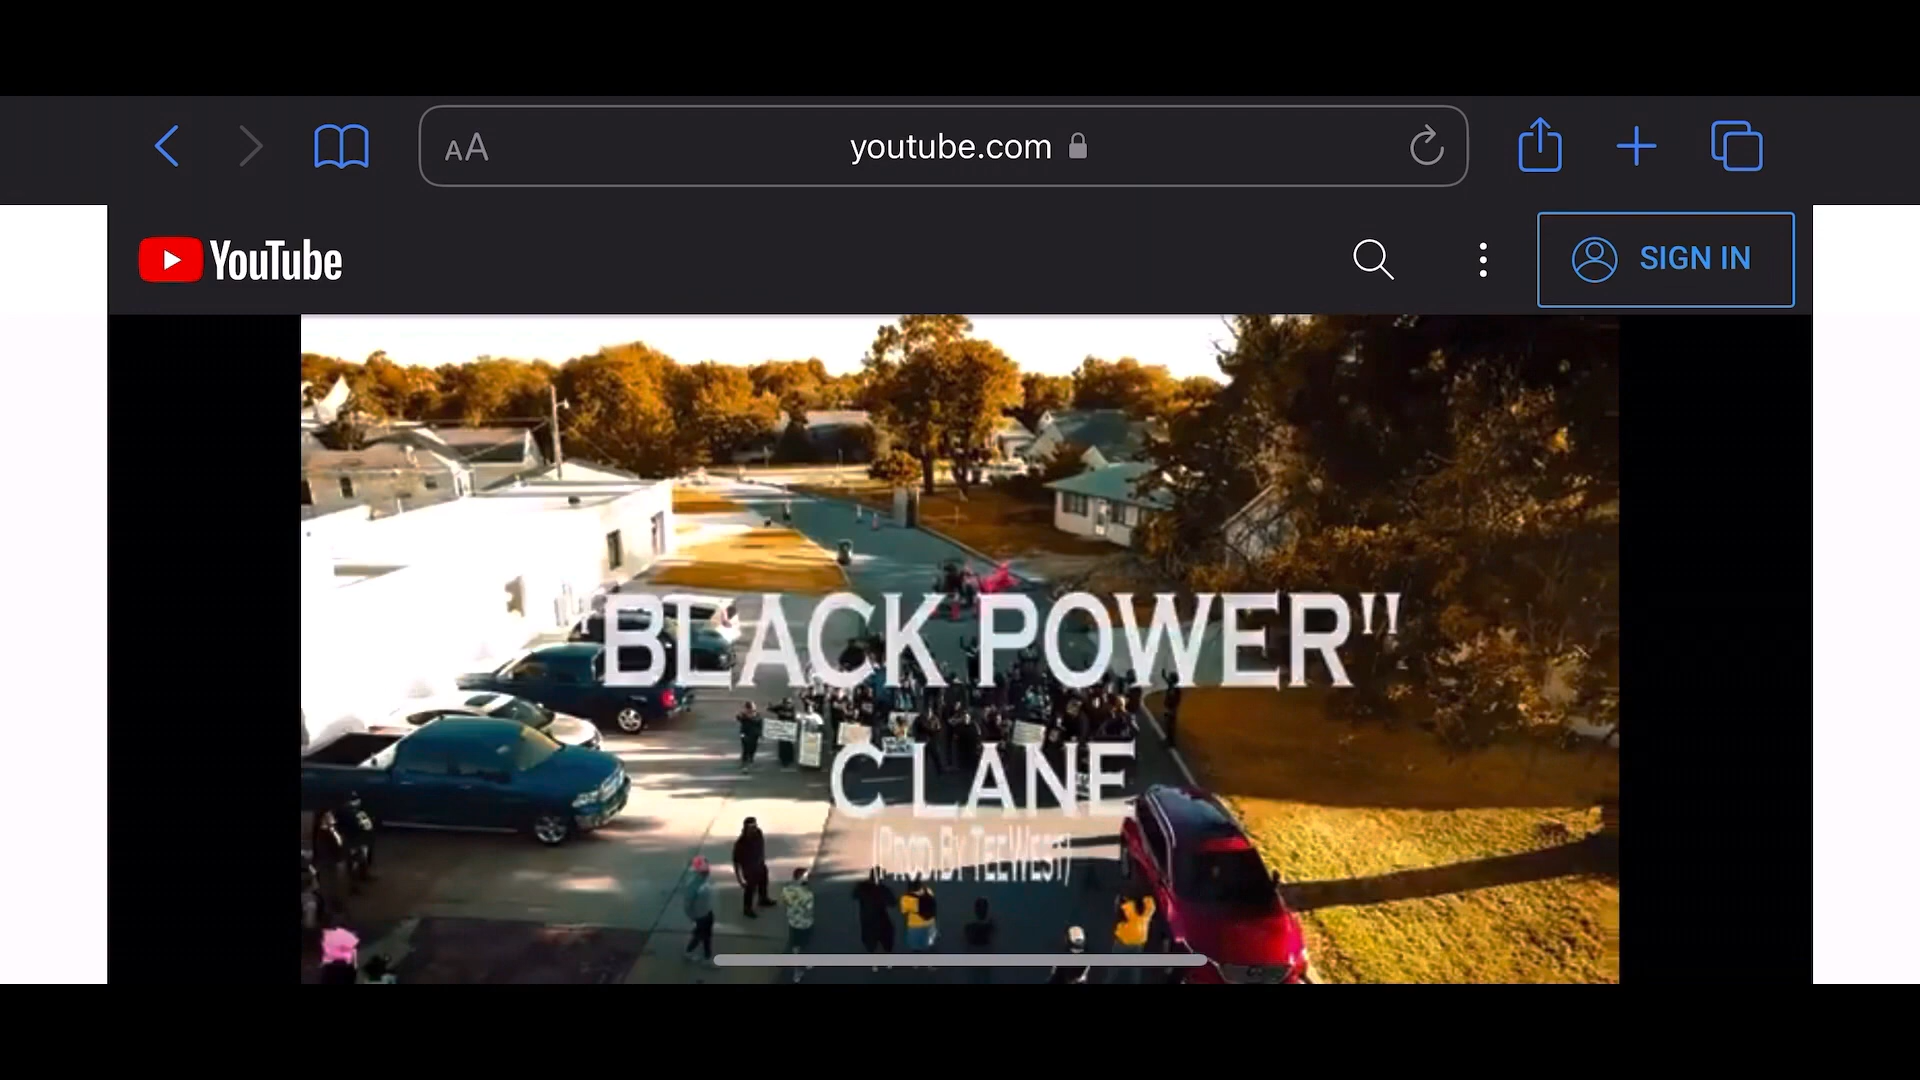 AA youtube.com
YouTube
SIGN IN
"BLACK POWER"
C LANE
(PROD.BY TEEWEST)